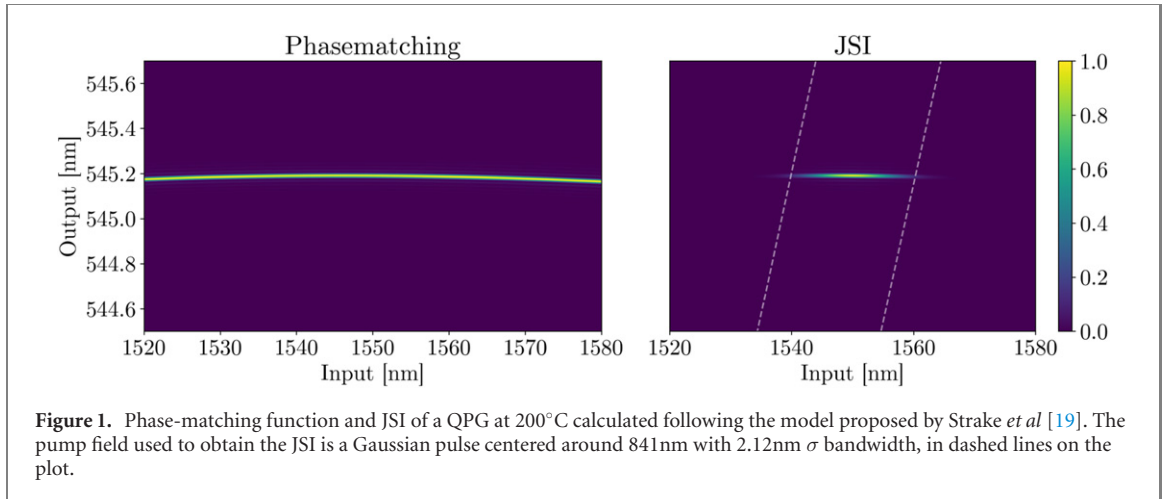 Phasematching
JSI
545.6
545.4
545.2
545.0
544.8
544.6
Output [nm]
1520 1530 1540 1550 1560 1570 1580
Input [nm]
1520 1540 1560 1580
Input [nm]
1.0
0.8
0.6
0.4
0.2
0.0
Figure 1. Phase-matching function and JSI of a QPG at 200°C calculated following the model proposed by Strake et al [19]. The
pump field used to obtain the JSI is a Gaussian pulse centered around 841nm with 2.12nm σ bandwidth, in dashed lines on the
plot.